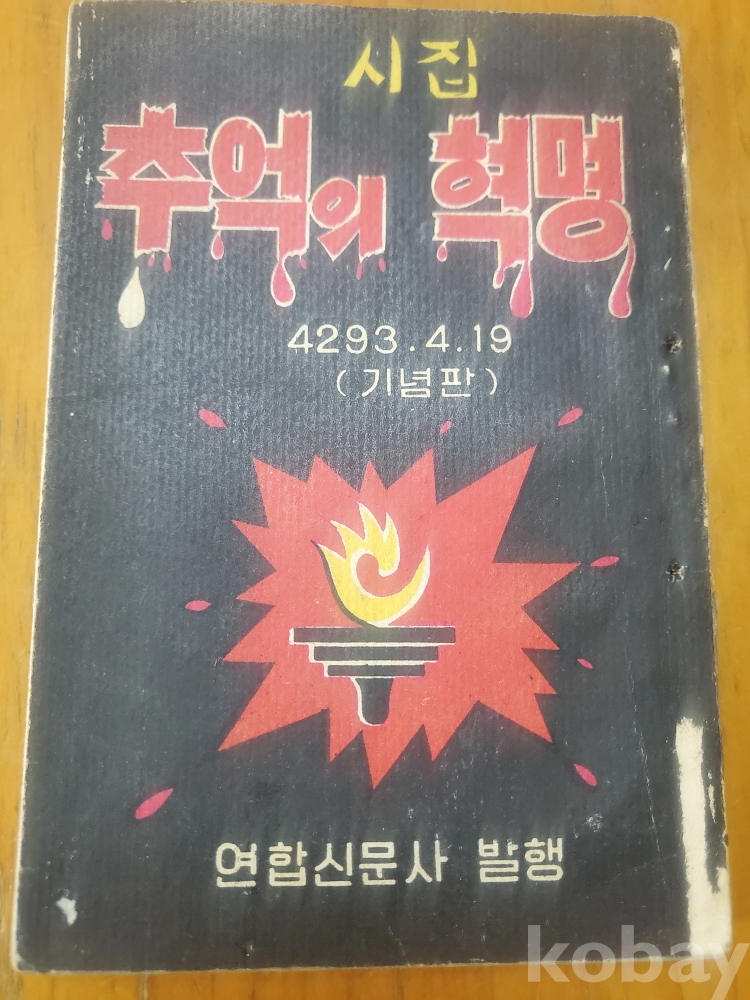 시집
추억의 혁명
4293.4.19
(기념판)
연합신문사 발행
kobay